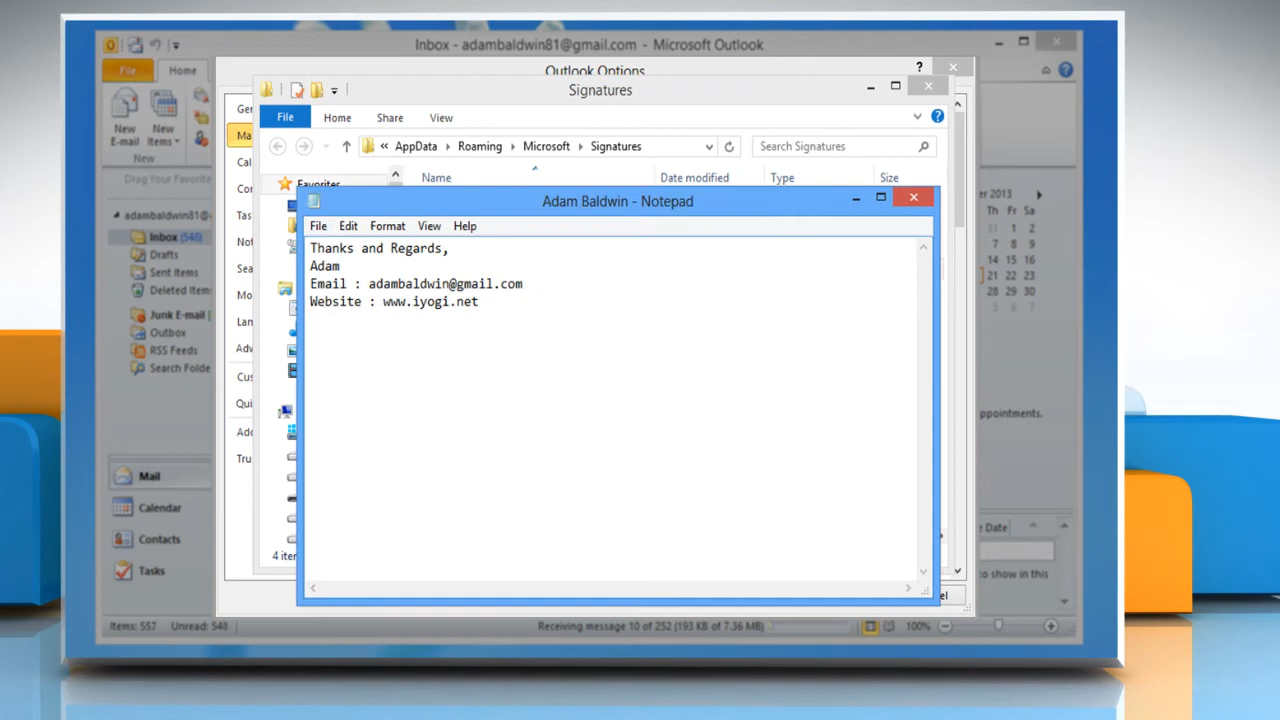 Inbox - adambaldwin81@gmail.com - Microsoft Outlook
File Home
New E-mail
New Items
New
Drag Your Favorite
adambaldwin81@
Inbox (548)
Drafts
Sent Items
Deleted Item
Junk E-mail
Outbox
RSS Feeds
Search Folde
Mail
Calendar
Contacts
Tasks
Items: 557 Unread: 548
Receiving message 10 of 252 (193 KB of 7.36 MB)
100%
Outlook Options
?
Ge
Ma
Cal
Co
Tas
Not
Sea
Mo
Lan
Adv
Cus
Qui
Add
Tru
Signatures
File Home Share View
« AppData Roaming Microsoft Signatures
Search Signatures
Name Date modified Type Size
Favorites
4 iter
Adam Baldwin - Notepad
File Edit Format View Help
Thanks and Regards,
Adam
Email : adambaldwin@gmail.com
Website : www.iyogi.net
er 2013
Th Fr Sa
31 1 2
7 8 9
14 15 16
21 22 23
28 29 30
5 6 7
ppointments.
e Date
to show in this
el